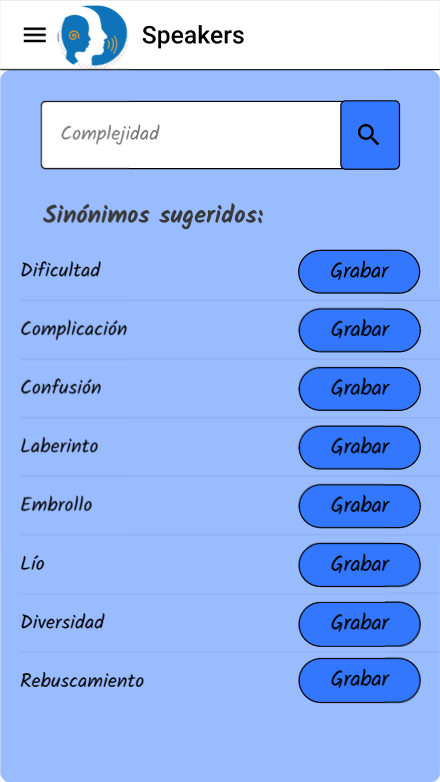 Speakers
Complejidad
Sinónimos sugeridos:
Dificultad Grabar
Complicación Grabar
Confusión Grabar
Laberinto Grabar
Embrollo Grabar
Lío Grabar
Diversidad Grabar
Rebuscamiento Grabar